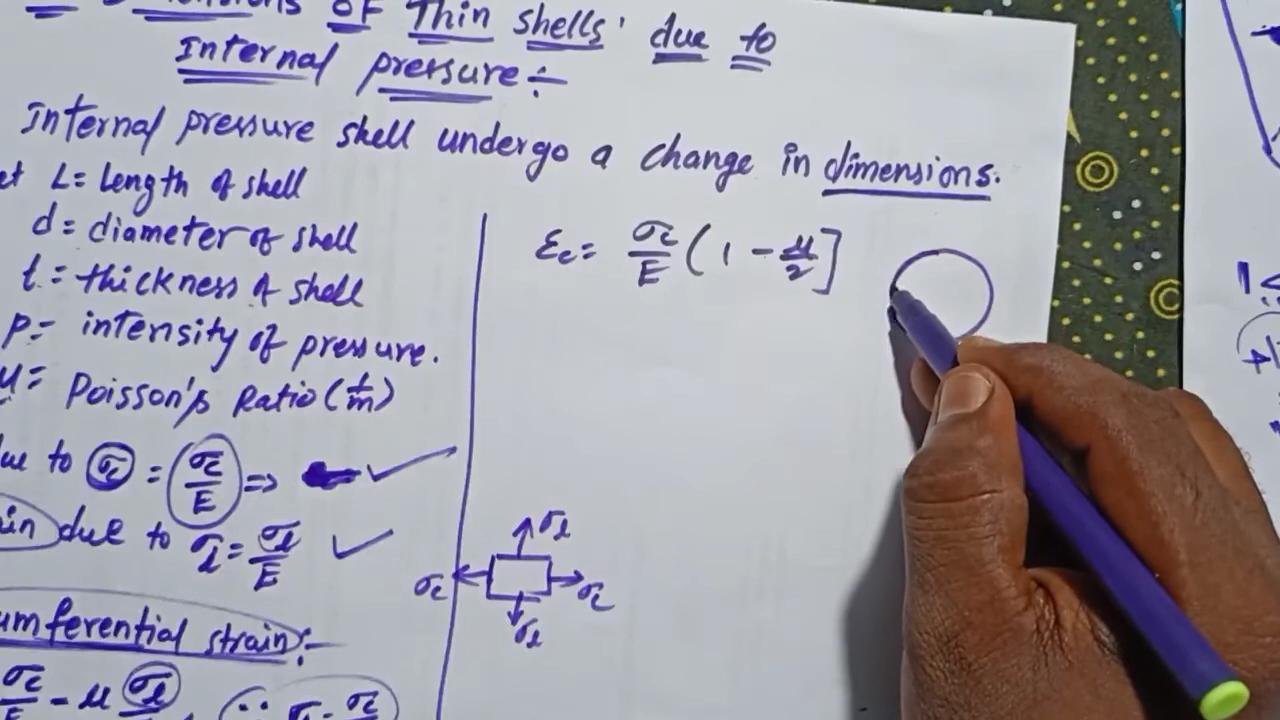 OF Thin shells' due to
Internal pressure:-
Internal pressure shell undergo a change in dimensions.
L = Length of shell
d = diameter of shell
t = thickness of shell
P = intensity of pressure.
μ = Poisson's Ratio (1/m)
due to σc = σc/E ⇒
due to σl = σl/E
umferential strain:-
σc/E - μ σl
εc = σc/E (1 - μ/2]
σl
σc σc
σl